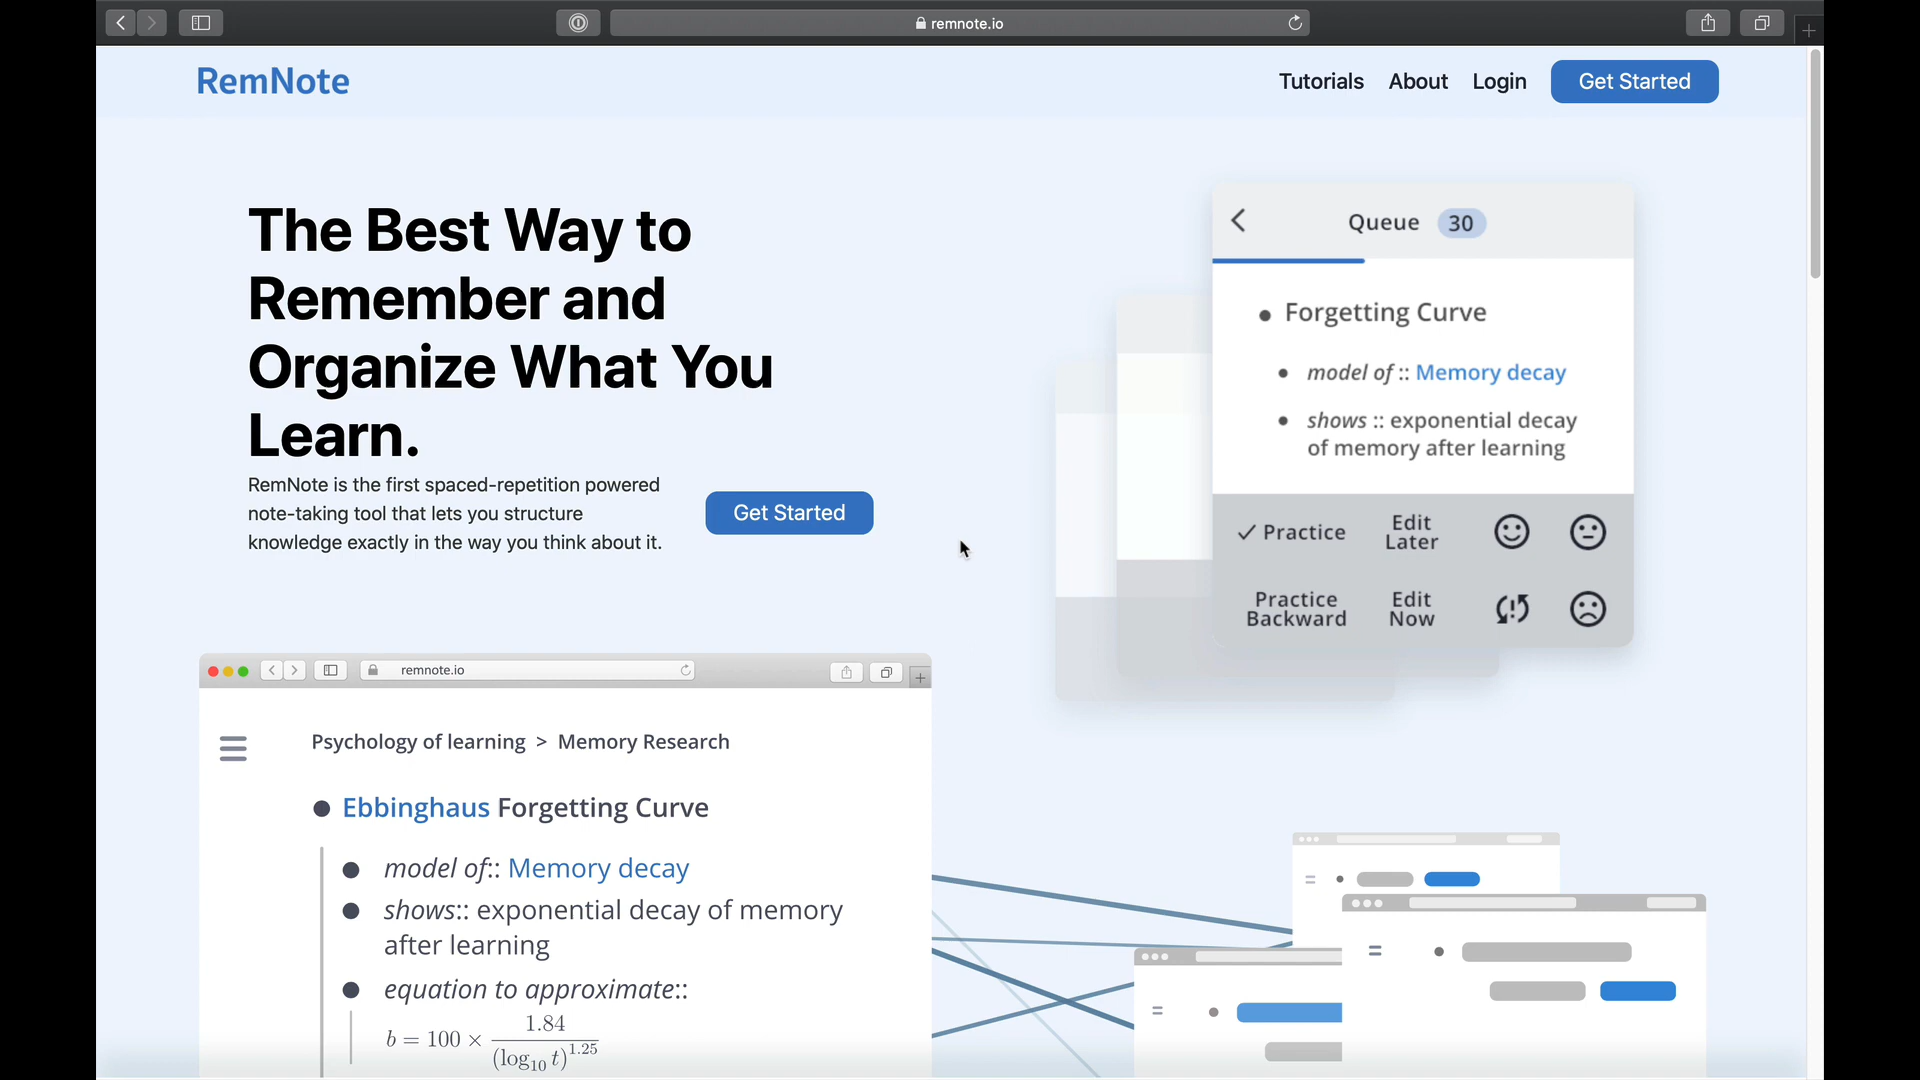 remnote.io
RemNote
Tutorials About Login Get Started
The Best Way to
Remember and
Organize What You
Learn.
RemNote is the first spaced-repetition powered
note-taking tool that lets you structure
knowledge exactly in the way you think about it.
Get Started
Queue 30
Forgetting Curve
model of :: Memory decay
shows :: exponential decay
of memory after learning
✓ Practice
Edit
Later
Practice
Backward
Edit
Now
remnote.io
Psychology of learning > Memory Research
Ebbinghaus Forgetting Curve
model of:: Memory decay
shows:: exponential decay of memory
after learning
equation to approximate::
b = 100 × 1.84 / (log₁₀ t)^1.25